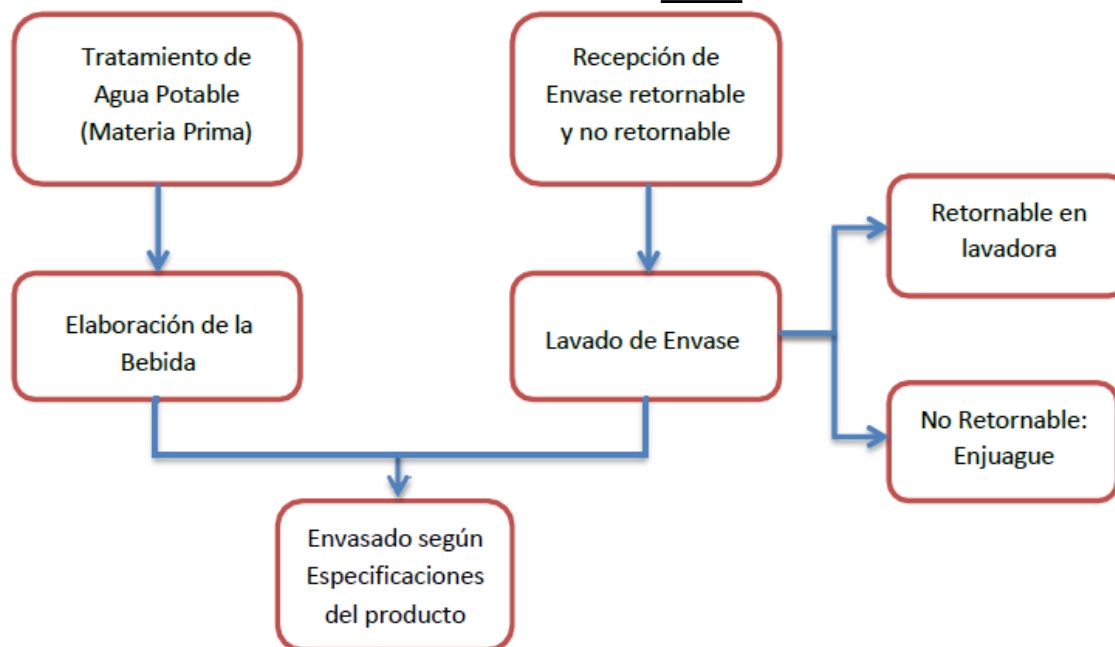 Tratamiento de
Agua Potable
(Materia Prima)
Recepción de
Envase retornable
y no retornable
Retornable en
lavadora
Elaboración de la
Bebida
Lavado de Envase
No Retornable:
Enjuague
Envasado según
Especificaciones
del producto